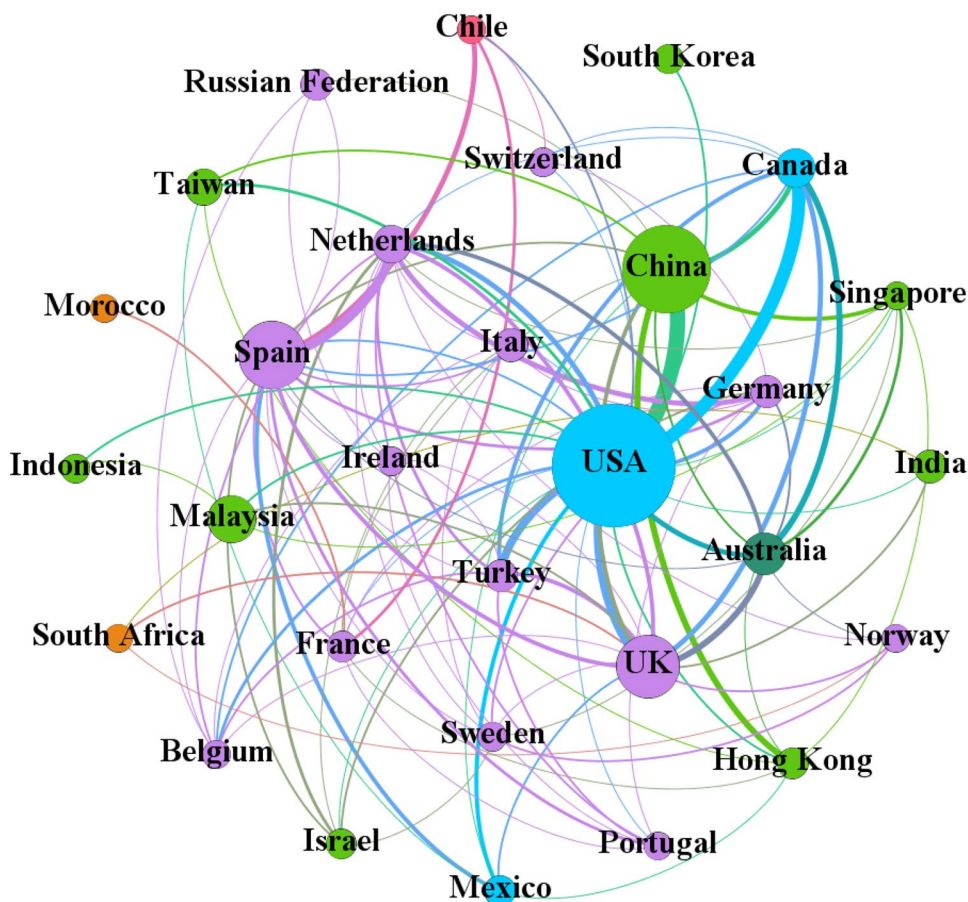 Chile
South Korea
Russian Federation
Switzerland
Canada
Taiwan
Netherlands
China
Singapore
Morocco
Spain
Italy
Germany
Indonesia
Ireland
USA
India
Malaysia
Turkey
Australia
South Africa
France
UK
Norway
Belgium
Sweden
Hong Kong
Israel
Portugal
Mexico